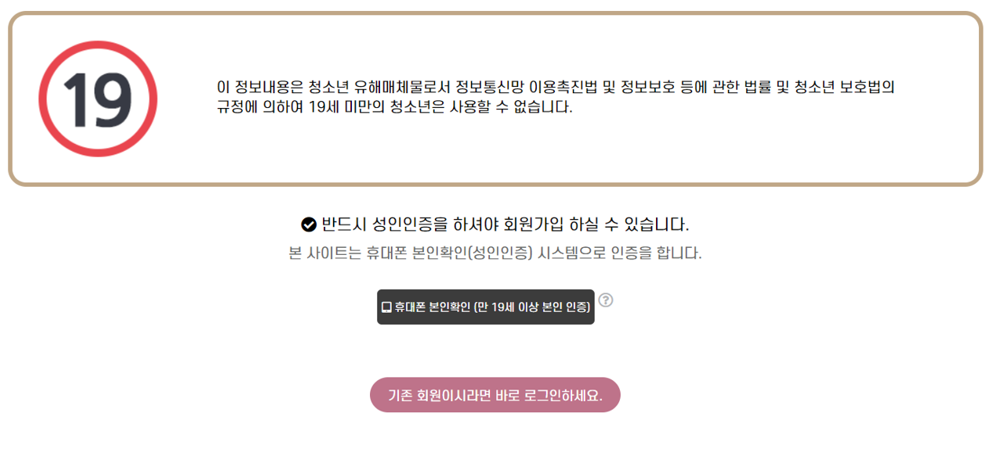 19
이 정보내용은 청소년 유해매체물로서 정보통신망 이용촉진법 및 정보보호 등에 관한 법률 및 청소년 보호법의
규정에 의하여 19세 미만의 청소년은 사용할 수 없습니다.
반드시 성인인증을 하셔야 회원가입 하실 수 있습니다.
본 사이트는 휴대폰 본인확인(성인인증) 시스템으로 인증을 합니다.
휴대폰 본인확인 (만 19세 이상 본인 인증) ?
기존 회원이시라면 바로 로그인하세요.